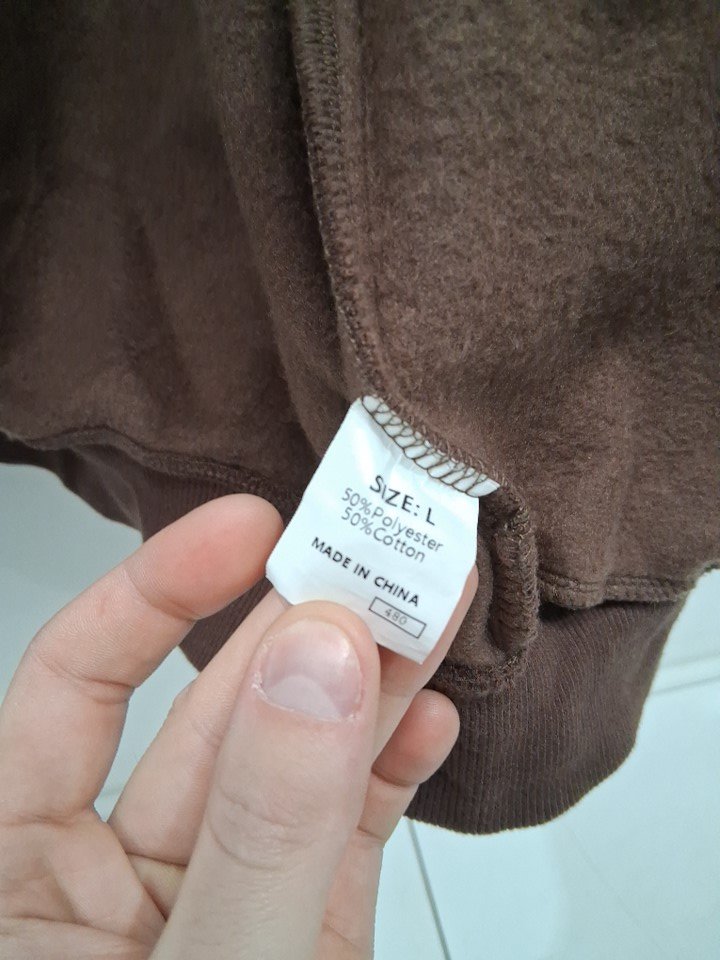 SIZE: L
50%Polyester
50%Cotton
MADE IN CHINA
480